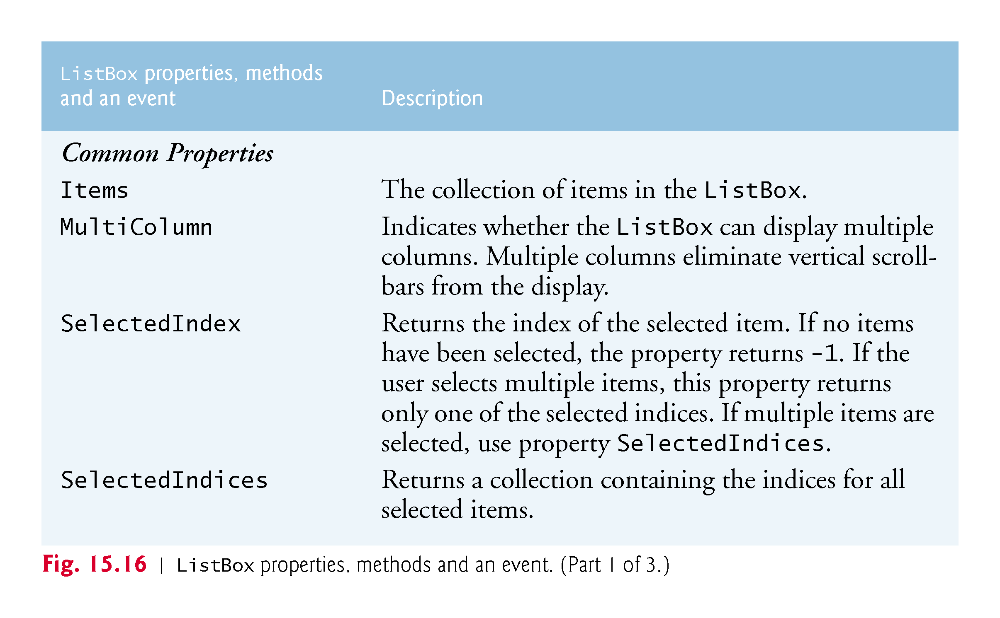 ListBox properties, methods
and an event
Description
Common Properties
Items
The collection of items in the ListBox.
MultiColumn
Indicates whether the ListBox can display multiple
columns. Multiple columns eliminate vertical scroll-
bars from the display.
SelectedIndex
Returns the index of the selected item. If no items
have been selected, the property returns –1. If the
user selects multiple items, this property returns
only one of the selected indices. If multiple items are
selected, use property SelectedIndices.
SelectedIndices
Returns a collection containing the indices for all
selected items.
Fig. 15.16 | ListBox properties, methods and an event. (Part 1 of 3.)